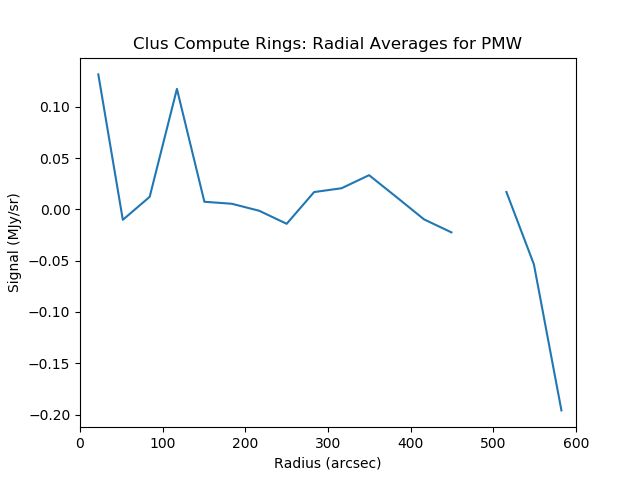 Clus Compute Rings: Radial Averages for PMW
Signal (MJy/sr)
0.10
0.05
0.00
−0.05
−0.10
−0.15
−0.20
0 100 200 300 400 500 600
Radius (arcsec)